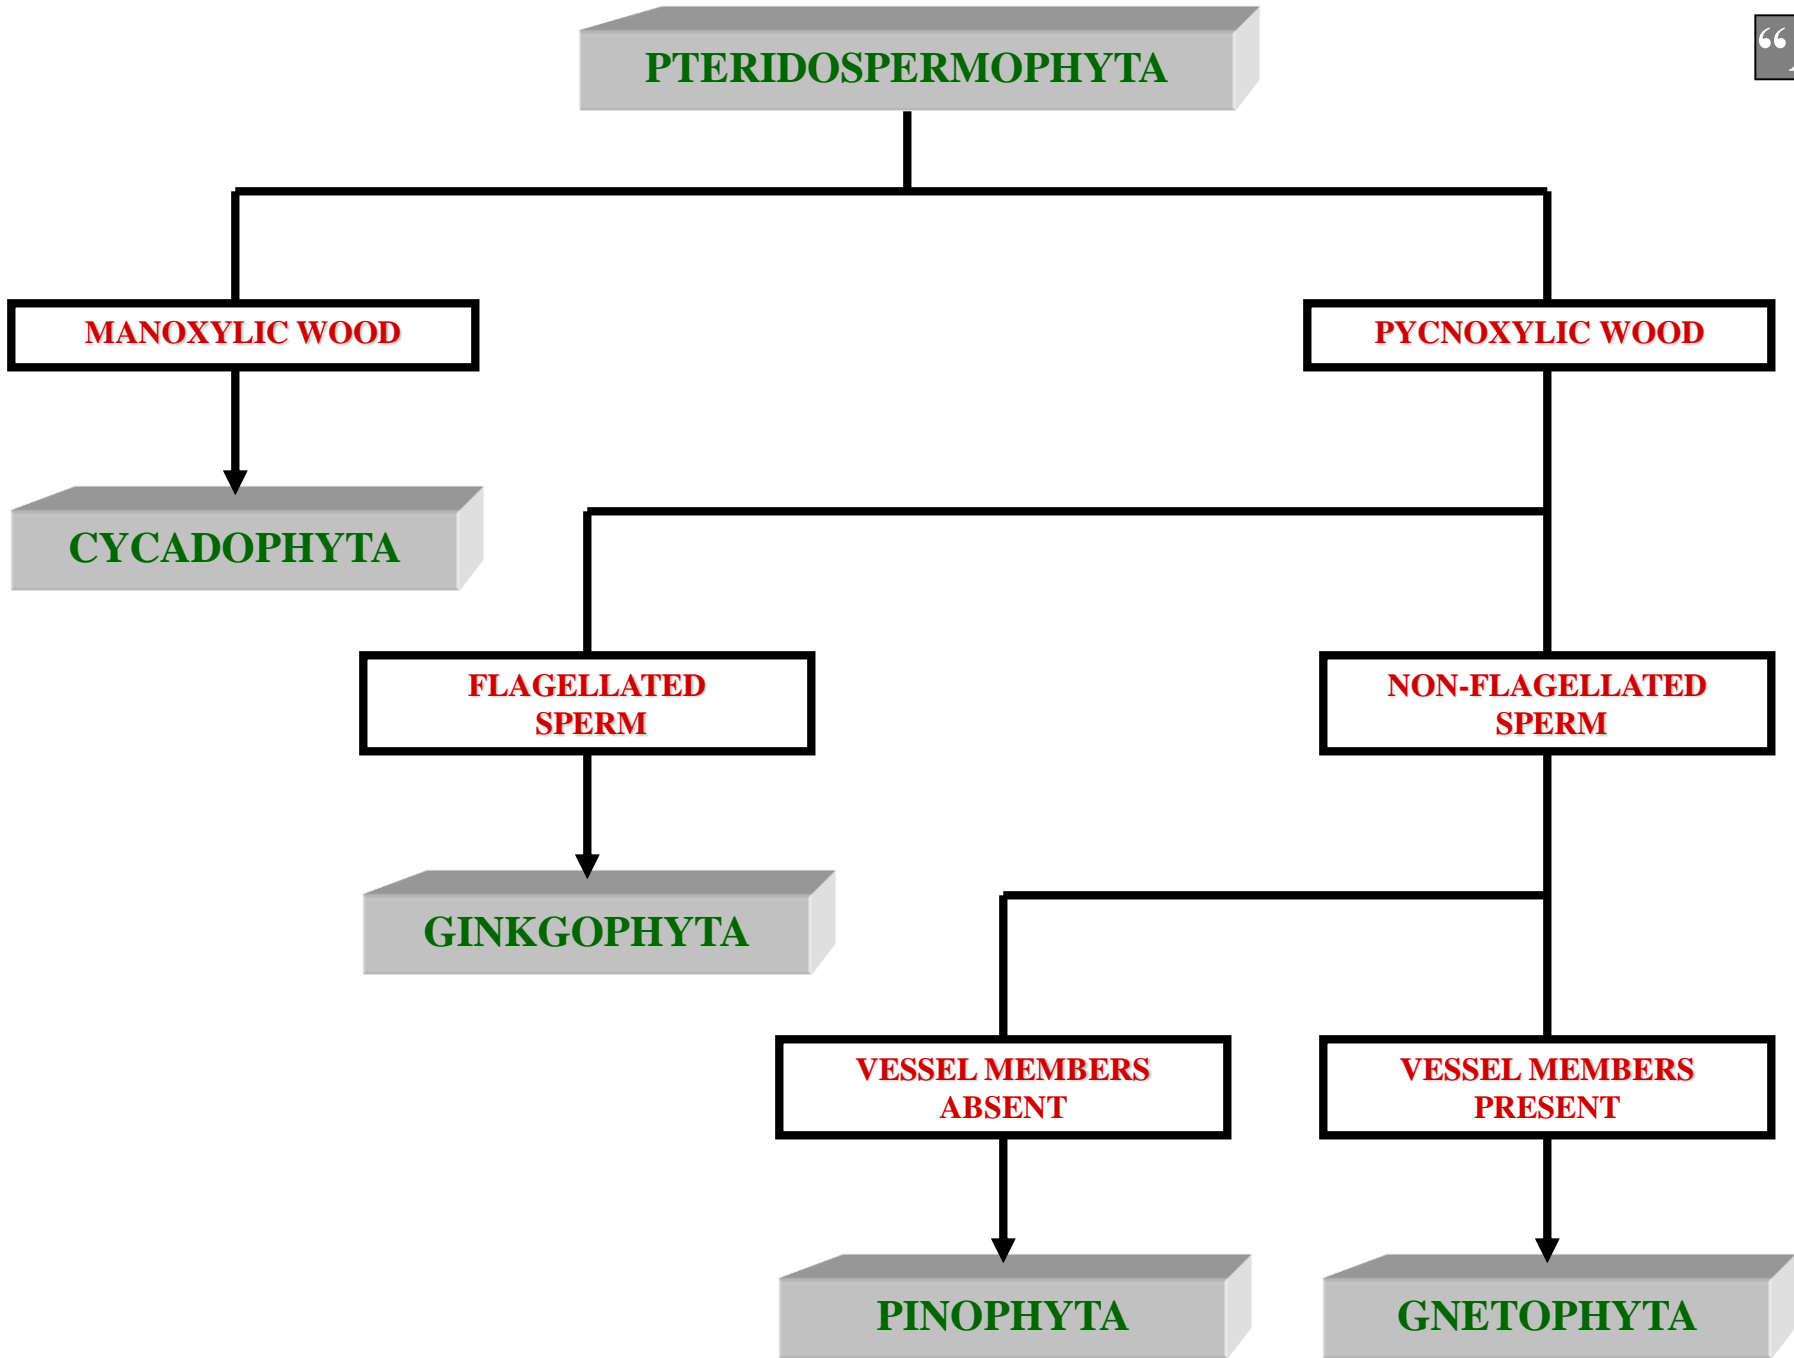 PTERIDOSPERMOPHYTA
“
MANOXYLIC WOOD
PYCNOXYLIC WOOD
CYCADOPHYTA
FLAGELLATED
SPERM
NON-FLAGELLATED
SPERM
GINKGOPHYTA
VESSEL MEMBERS
ABSENT
VESSEL MEMBERS
PRESENT
PINOPHYTA
GNETOPHYTA